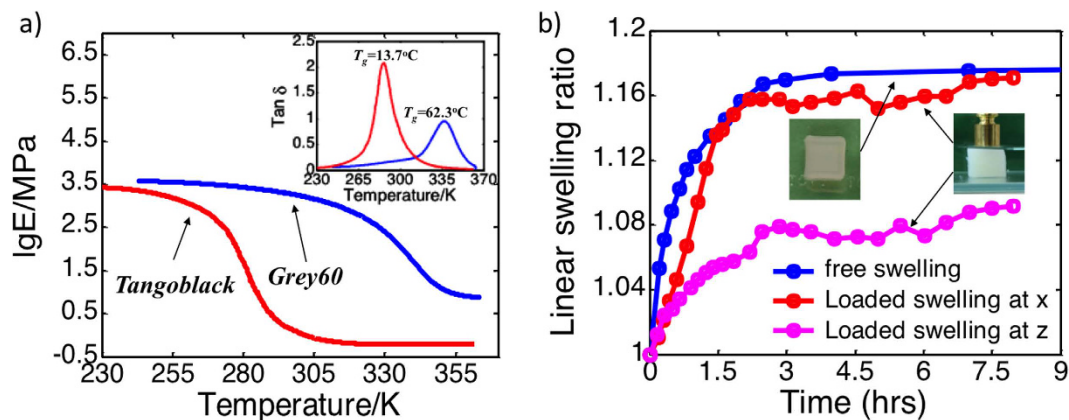 a)
lgE/MPa
6.5
5.5
4.5
3.5
2.5
1.5
0.5
-0.5
230
255
280
305
330
355
Temperature/K
Tangoblack
Grey60
Tan δ
2.5
2
1.5
1
0.5
0
230
265
300
335
370
Temperature/K
Tg=13.7°C
Tg=62.3°C
b)
Linear swelling ratio
1.2
1.16
1.12
1.08
1.04
1
0
1.5
3
4.5
6
7.5
9
Time (hrs)
free swelling
Loaded swelling at x
Loaded swelling at z